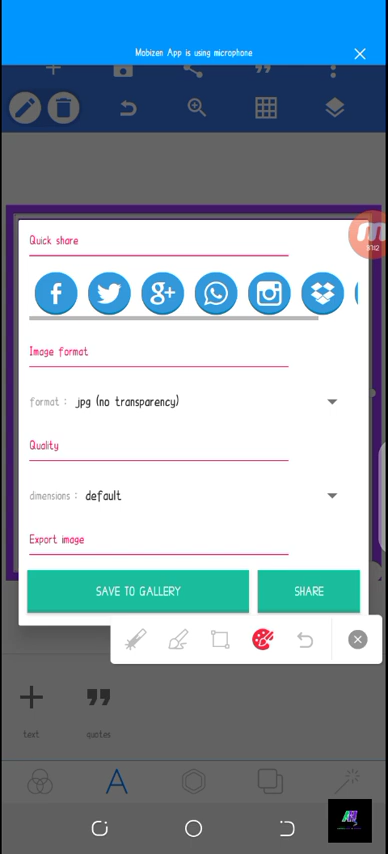 Mobizen App is using microphone
Quick share
Image format
format : jpg (no transparency)
Quality
dimensions : default
Export image
SAVE TO GALLERY
SHARE
text
quotes